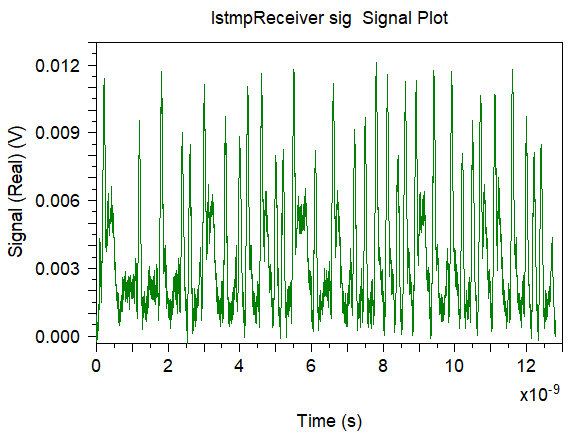 lstmpReceiver sig  Signal Plot
Signal (Real) (V)
0.012
0.009
0.006
0.003
0.000
0 2 4 6 8 10 12
x10-9
Time (s)